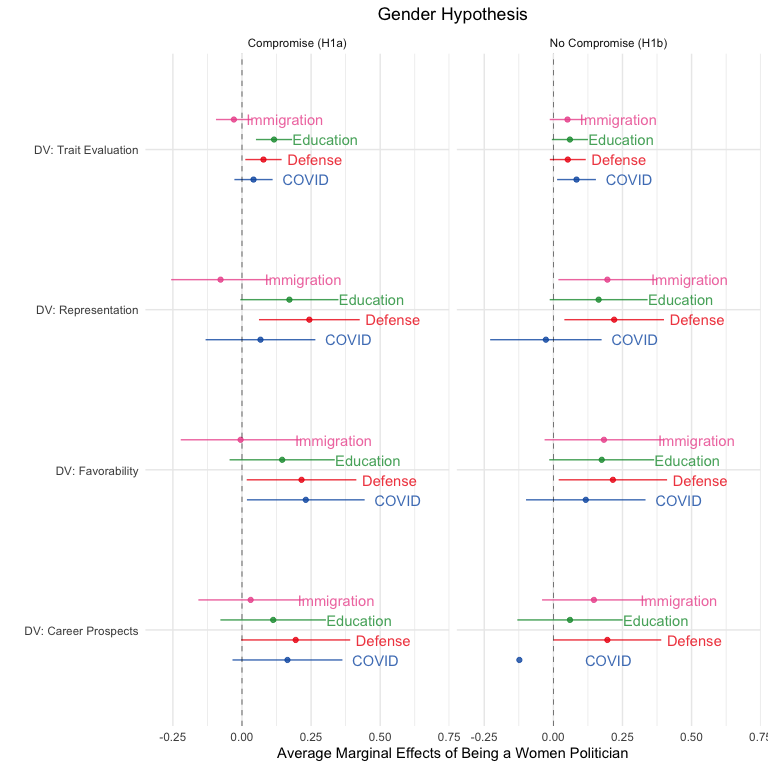 Gender Hypothesis
Compromise (H1a)
No Compromise (H1b)
DV: Trait Evaluation
Immigration
Education
Defense
COVID
Immigration
Education
Defense
COVID
DV: Representation
Immigration
Education
Defense
COVID
Immigration
Education
Defense
COVID
DV: Favorability
Immigration
Education
Defense
COVID
Immigration
Education
Defense
COVID
DV: Career Prospects
Immigration
Education
Defense
COVID
Immigration
Education
Defense
COVID
-0.25 0.00 0.25 0.50 0.75 -0.25 0.00 0.25 0.50 0.75
Average Marginal Effects of Being a Women Politician